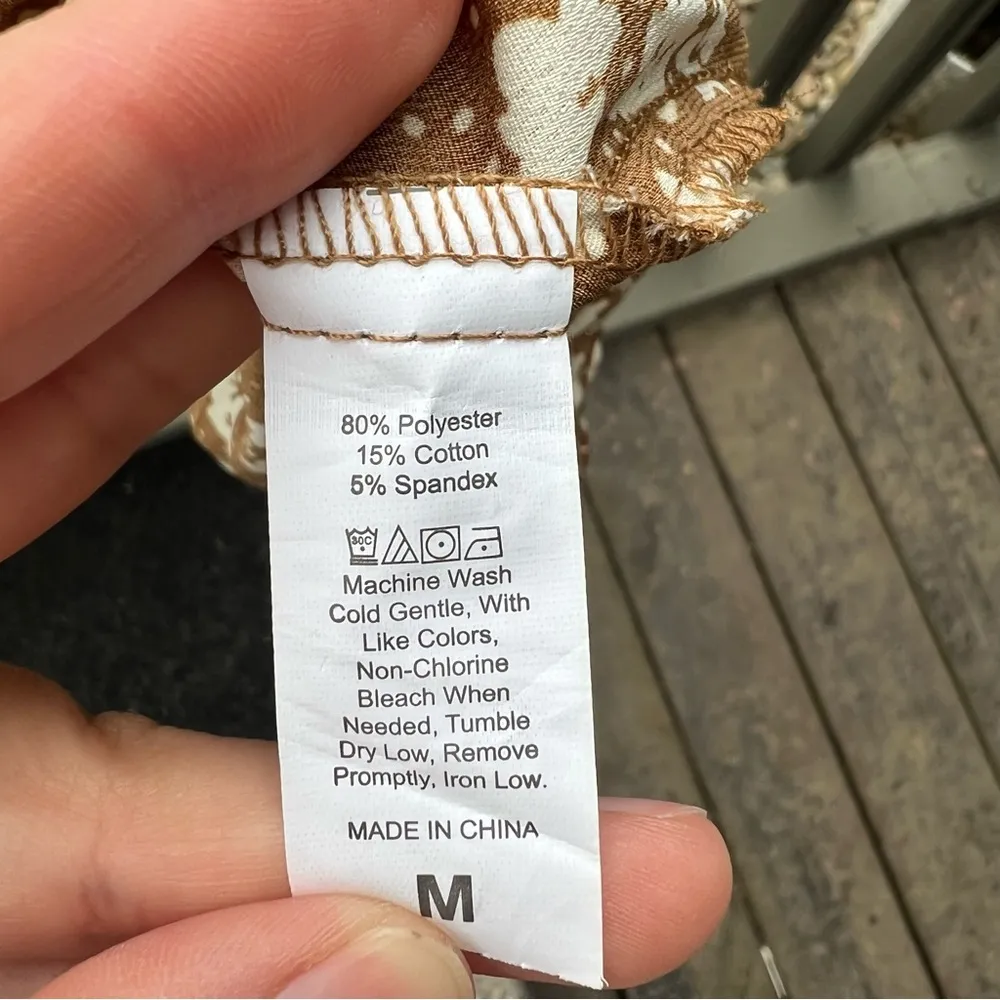 80% Polyester
15% Cotton
5% Spandex
30C
Machine Wash
Cold Gentle, With
Like Colors,
Non-Chlorine
Bleach When
Needed, Tumble
Dry Low, Remove
Promptly, Iron Low.
MADE IN CHINA
M